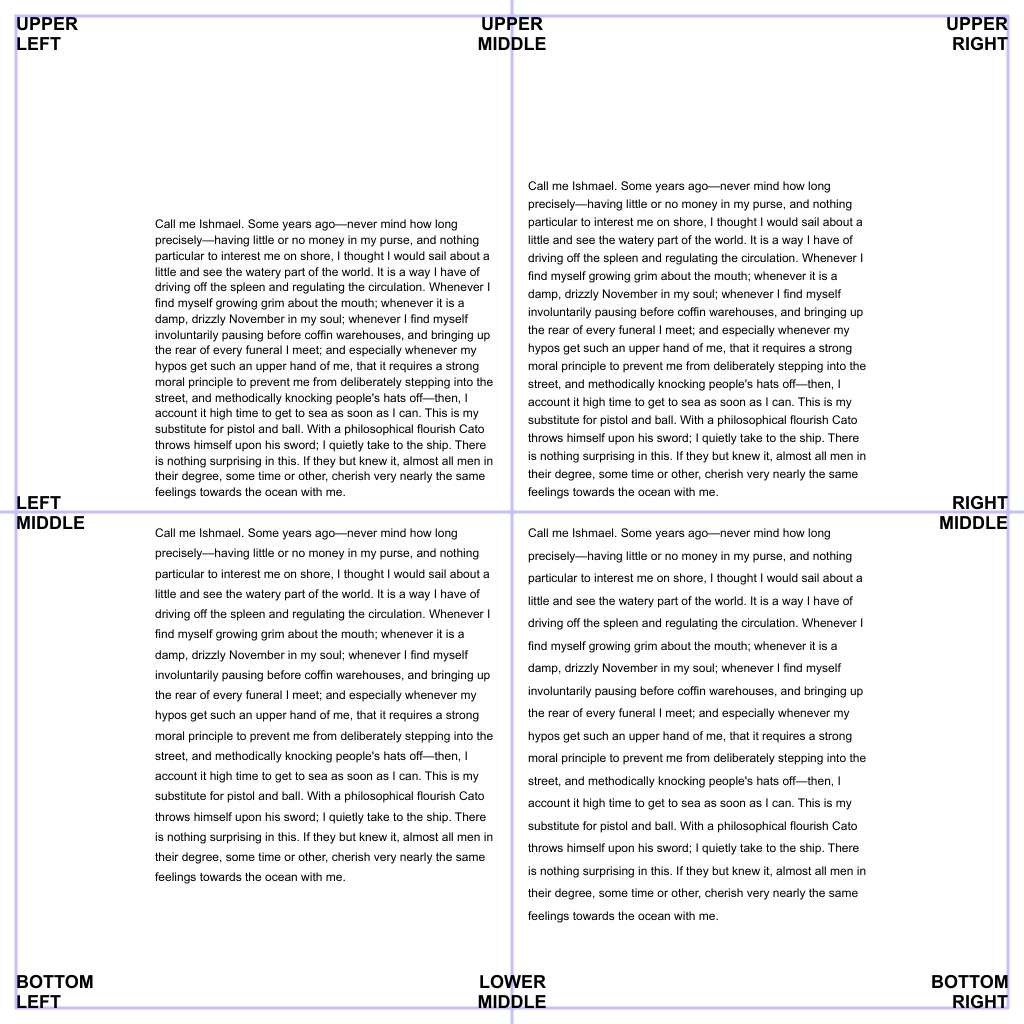 UPPER
LEFT
UPPER
MIDDLE
UPPER
RIGHT
Call me Ishmael. Some years ago—never mind how long
precisely—having little or no money in my purse, and nothing
particular to interest me on shore, I thought I would sail about a
little and see the watery part of the world. It is a way I have of
driving off the spleen and regulating the circulation. Whenever I
find myself growing grim about the mouth; whenever it is a
damp, drizzly November in my soul; whenever I find myself
involuntarily pausing before coffin warehouses, and bringing up
the rear of every funeral I meet; and especially whenever my
hypos get such an upper hand of me, that it requires a strong
moral principle to prevent me from deliberately stepping into the
street, and methodically knocking people's hats off—then, I
account it high time to get to sea as soon as I can. This is my
substitute for pistol and ball. With a philosophical flourish Cato
throws himself upon his sword; I quietly take to the ship. There
is nothing surprising in this. If they but knew it, almost all men in
their degree, some time or other, cherish very nearly the same
feelings towards the ocean with me.
Call me Ishmael. Some years ago—never mind how long
precisely—having little or no money in my purse, and nothing
particular to interest me on shore, I thought I would sail about a
little and see the watery part of the world. It is a way I have of
driving off the spleen and regulating the circulation. Whenever I
find myself growing grim about the mouth; whenever it is a
damp, drizzly November in my soul; whenever I find myself
involuntarily pausing before coffin warehouses, and bringing up
the rear of every funeral I meet; and especially whenever my
hypos get such an upper hand of me, that it requires a strong
moral principle to prevent me from deliberately stepping into the
street, and methodically knocking people's hats off—then, I
account it high time to get to sea as soon as I can. This is my
substitute for pistol and ball. With a philosophical flourish Cato
throws himself upon his sword; I quietly take to the ship. There
is nothing surprising in this. If they but knew it, almost all men in
their degree, some time or other, cherish very nearly the same
feelings towards the ocean with me.
LEFT
MIDDLE
RIGHT
MIDDLE
Call me Ishmael. Some years ago—never mind how long
precisely—having little or no money in my purse, and nothing
particular to interest me on shore, I thought I would sail about a
little and see the watery part of the world. It is a way I have of
driving off the spleen and regulating the circulation. Whenever I
find myself growing grim about the mouth; whenever it is a
damp, drizzly November in my soul; whenever I find myself
involuntarily pausing before coffin warehouses, and bringing up
the rear of every funeral I meet; and especially whenever my
hypos get such an upper hand of me, that it requires a strong
moral principle to prevent me from deliberately stepping into the
street, and methodically knocking people's hats off—then, I
account it high time to get to sea as soon as I can. This is my
substitute for pistol and ball. With a philosophical flourish Cato
throws himself upon his sword; I quietly take to the ship. There
is nothing surprising in this. If they but knew it, almost all men in
their degree, some time or other, cherish very nearly the same
feelings towards the ocean with me.
Call me Ishmael. Some years ago—never mind how long
precisely—having little or no money in my purse, and nothing
particular to interest me on shore, I thought I would sail about a
little and see the watery part of the world. It is a way I have of
driving off the spleen and regulating the circulation. Whenever I
find myself growing grim about the mouth; whenever it is a
damp, drizzly November in my soul; whenever I find myself
involuntarily pausing before coffin warehouses, and bringing up
the rear of every funeral I meet; and especially whenever my
hypos get such an upper hand of me, that it requires a strong
moral principle to prevent me from deliberately stepping into the
street, and methodically knocking people's hats off—then, I
account it high time to get to sea as soon as I can. This is my
substitute for pistol and ball. With a philosophical flourish Cato
throws himself upon his sword; I quietly take to the ship. There
is nothing surprising in this. If they but knew it, almost all men in
their degree, some time or other, cherish very nearly the same
feelings towards the ocean with me.
BOTTOM
LEFT
LOWER
MIDDLE
BOTTOM
RIGHT